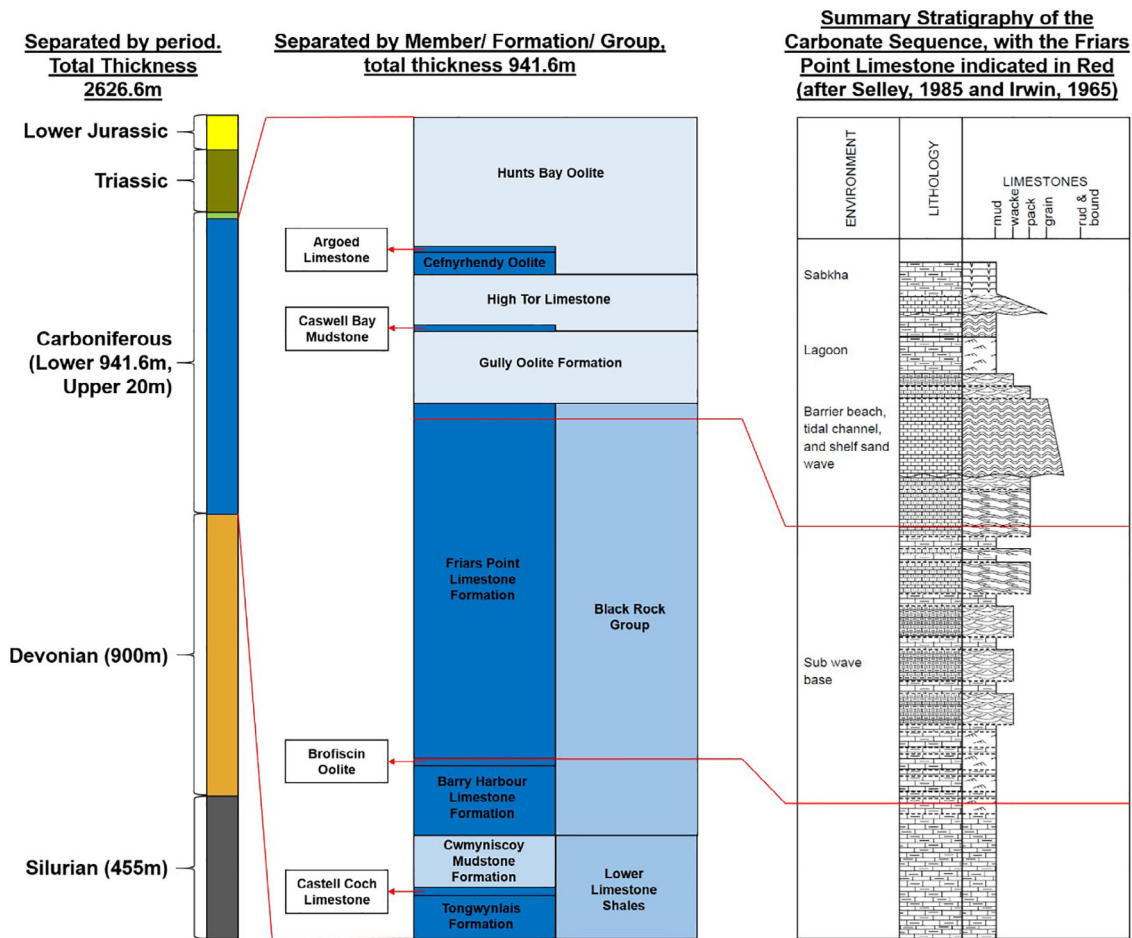 Separated by period.
Total Thickness
2626.6m
Separated by Member/ Formation/ Group,
total thickness 941.6m
Summary Stratigraphy of the
Carbonate Sequence, with the Friars
Point Limestone indicated in Red
(after Selley, 1985 and Irwin, 1965)
Lower Jurassic
Triassic
Carboniferous
(Lower 941.6m,
Upper 20m)
Devonian (900m)
Silurian (455m)
Hunts Bay Oolite
Argoed
Limestone
Cefnyrhendy Oolite
High Tor Limestone
Caswell Bay
Mudstone
Gully Oolite Formation
Friars Point
Limestone
Formation
Black Rock
Group
Brofiscin
Oolite
Barry Harbour
Limestone
Formation
Cwmyniscoy
Mudstone
Formation
Castell Coch
Limestone
Lower
Limestone
Shales
Tongwynlais
Formation
ENVIRONMENT
LITHOLOGY
LIMESTONES
mud
wacke
pack
grain
rud &
bound
Sabkha
Lagoon
Barrier beach,
tidal channel,
and shelf sand
wave
Sub wave
base